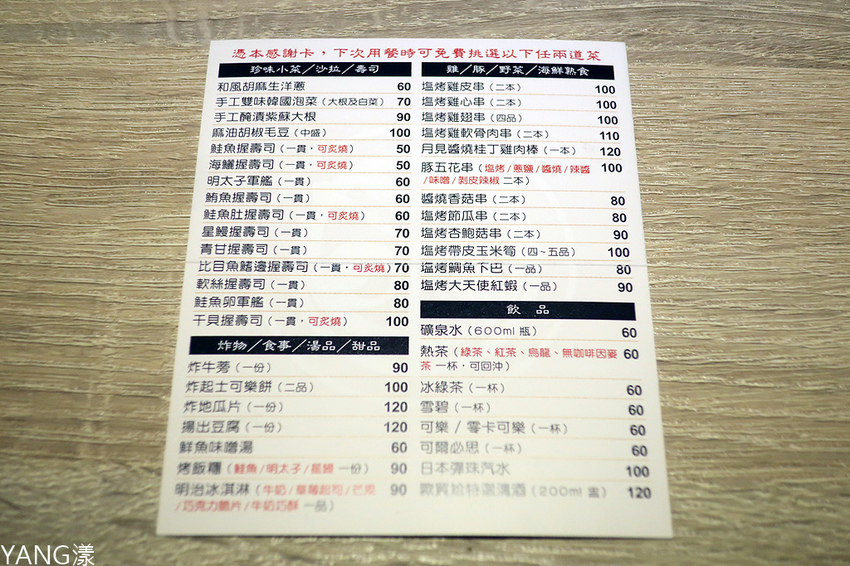 憑本感謝卡，下次用餐時可免費挑選以下任兩道菜
珍味小菜／沙拉／壽司
和風胡麻生洋蔥 60
手工雙味韓國泡菜（大根及白菜） 70
手工醃漬紫蘇大根 90
麻油胡椒毛豆（中盛） 100
鮭魚握壽司（一貫，可炙燒） 50
海鱺握壽司（一貫，可炙燒） 50
明太子軍艦（一貫） 60
鮪魚握壽司（一貫） 60
鮭魚肚握壽司（一貫，可炙燒） 60
星鰻握壽司（一貫） 70
青甘握壽司（一貫） 70
比目魚鰭邊握壽司（一貫，可炙燒） 70
軟絲握壽司（一貫） 80
鮭魚卵軍艦（一貫） 80
干貝握壽司（一貫，可炙燒） 100
炸物／食事／湯品／甜品
炸牛蒡（一份） 90
炸起士可樂餅（二品） 100
炸地瓜片（一份） 120
揚出豆腐（一份） 120
鮮魚味噌湯 60
烤飯糰（鮭魚/明太子/星鰻 一份） 90
明治冰淇淋（牛奶/草莓起司/芒果 90
/巧克力脆片/牛奶巧酥 一品）
雞／豚／野菜／海鮮熟食
塩烤雞皮串（二本） 100
塩烤雞心串（二本） 100
塩烤雞翅串（四品） 100
塩烤雞軟骨肉串（二本） 110
月見醬燒桂丁雞肉棒（一本） 120
豚五花串（塩烤/蔥鹽/醬燒/辣醬 100
/味噌/剝皮辣椒 二本）
醬燒香菇串（二本） 80
塩烤節瓜串（二本） 80
塩烤杏鮑菇串（二本） 90
塩烤帶皮玉米筍（四~五品） 100
塩烤鯛魚下巴（一品） 80
塩烤大天使紅蝦（一品） 90
飲 品
礦泉水（600ml 瓶） 60
熱茶（綠茶、紅茶、烏龍、無咖啡因麥 60
茶 一杯，可回沖）
冰綠茶（一杯） 60
雪碧（一杯） 60
可樂 / 零卡可樂（一杯） 60
可爾必思（一杯） 60
日本彈珠汽水 100
歐賀拉特選清酒（200ml 壺） 120
YANG漾